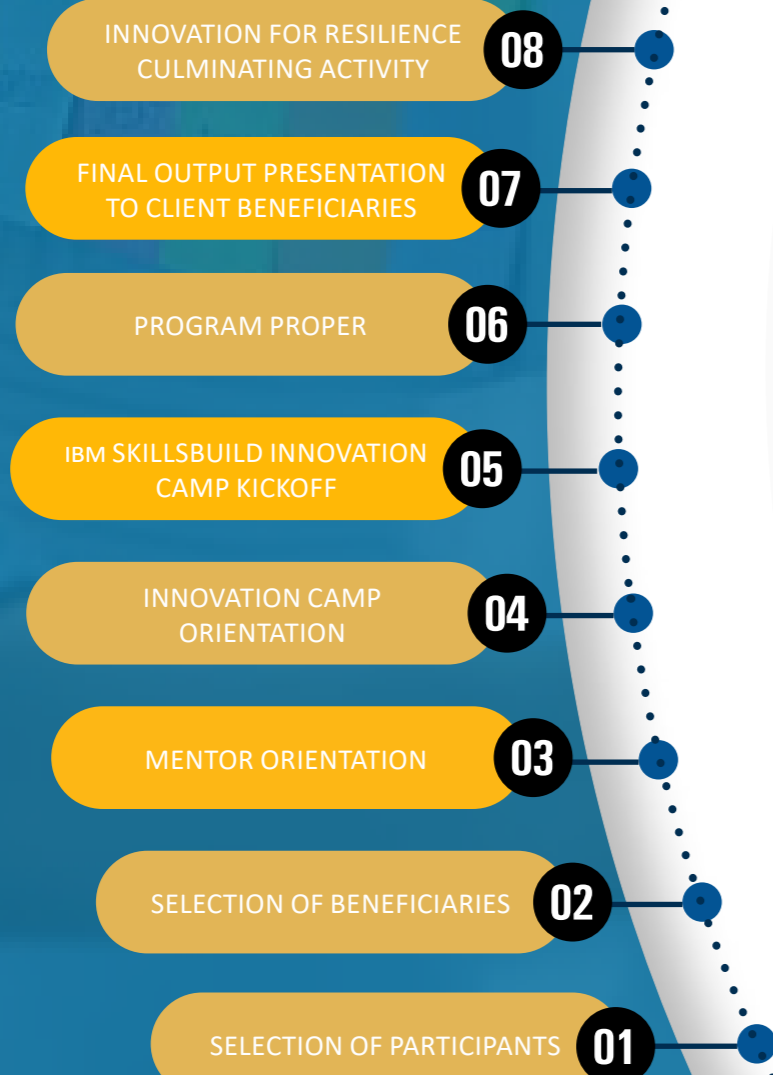 INNOVATION FOR RESILIENCE
CULMINATING ACTIVITY
08
FINAL OUTPUT PRESENTATION
TO CLIENT BENEFICIARIES
07
PROGRAM PROPER
06
IBM SKILLSBUILD INNOVATION
CAMP KICKOFF
05
INNOVATION CAMP
ORIENTATION
04
MENTOR ORIENTATION
03
SELECTION OF BENEFICIARIES
02
SELECTION OF PARTICIPANTS
01